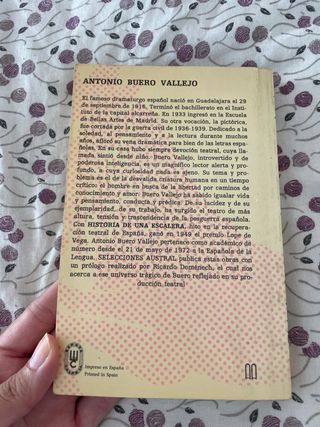 ANTONIO BUERO VALLEJO
El famoso dramaturgo español nació en Guadalajara el 29
de septiembre de 1916. Terminó el bachillerato en el Insti-
tuto de la capital alcarreña. En 1933 ingresó en la Escuela
de Bellas Artes de Madrid. Su otra vocación, la pictórica,
fue cortada por la guerra civil de 1936-1939. Dedicado a la
soledad, al pensamiento y a la lectura durante muchos
años, afloró su vena dramática para bien de las letras espa-
ñolas. En su casa hubo siempre devoción teatral, cuya lla-
mada, sintió desde niño. Buero Vallejo, introvertido y de
poderosa inteligencia, es un magnífico lector alerta y pro-
fundo, a cuya curiosidad nada es ajeno. Su tema y pro-
blema es el de la desvalida criatura humana en un tiempo
crítico: el hombre en busca de la libertad por caminos de
conocimiento y amor. Buero Vallejo ha sabido igualar vida
y pensamiento, conducta y prédica. De su lucidez y de su
ejemplaridad, de su trabajo, ha surgido el teatro de más
altura, tensión y trascendencia de la posguerra española.
Con HISTORIA DE UNA ESCALERA, hito en la recupe-
ración teatral de España, ganó en 1949 el premio Lope de
Vega. Antonio Buero Vallejo pertenece como académico de
número desde el 21 de mayo de 1972 a la Española de la
Lengua. SELECCIONES AUSTRAL publica estas obras con
un prólogo realizado por Ricardo Doménech, el cual nos
acerca a ese universo trágico de Buero reflejado en su pro-
ducción teatral
Impreso en España
Printed in Spain